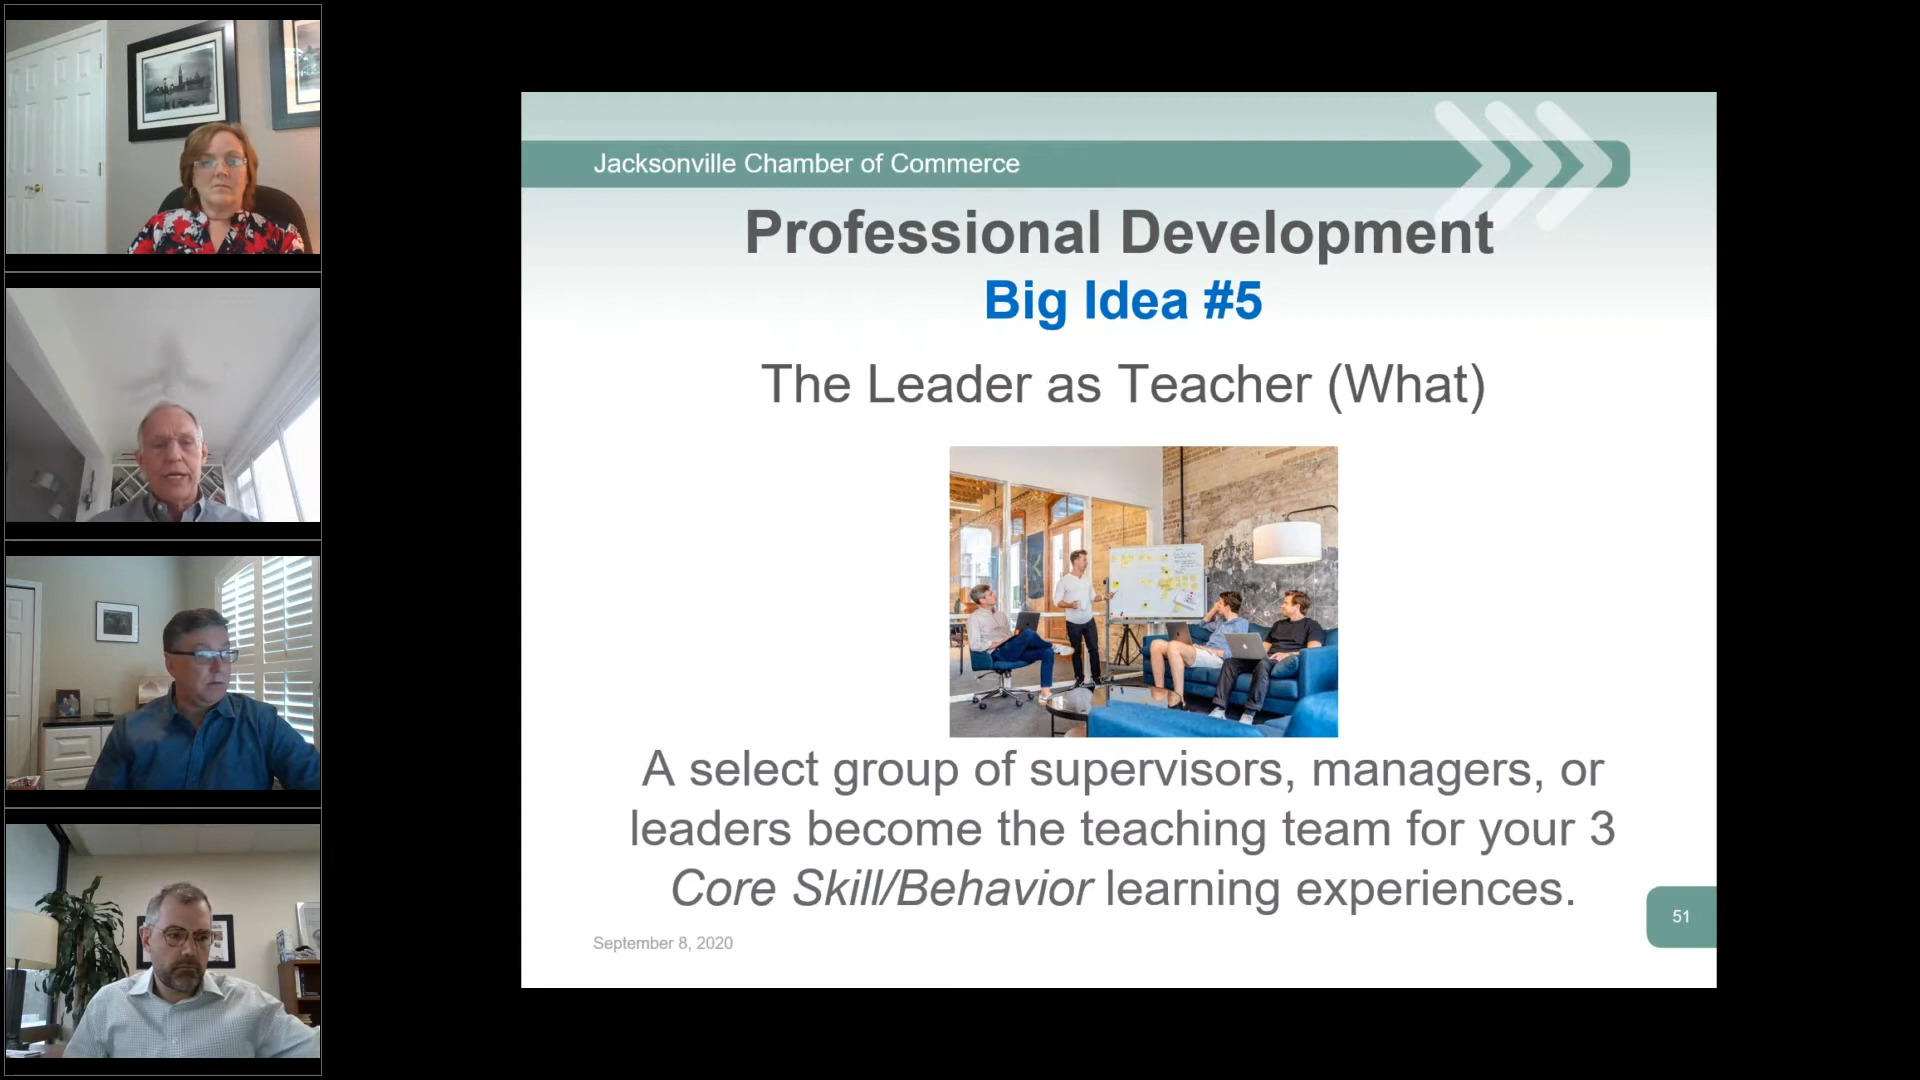 Jacksonville Chamber of Commerce
Professional Development
Big Idea #5
The Leader as Teacher (What)
A select group of supervisors, managers, or
leaders become the teaching team for your 3
Core Skill/Behavior learning experiences.
September 8, 2020
51